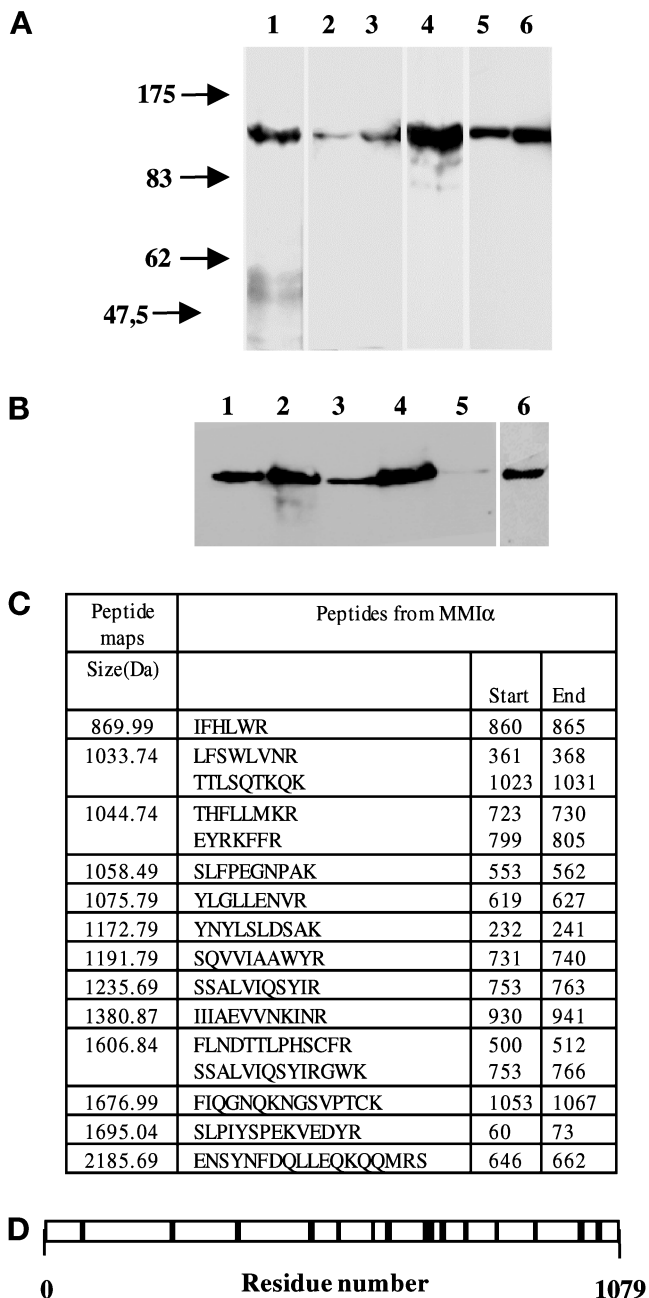 A
1 2 3 4 5 6
175
83
62
47,5
B
1 2 3 4 5 6
C
Peptide maps Peptides from MMIα
Size(Da) Start End
869.99 IFHLWR 860 865
1033.74 LFSWLVNR 361 368
TTLSQTKQK 1023 1031
1044.74 THFLLMKR 723 730
EYRKFFR 799 805
1058.49 SLFPEGNPAK 553 562
1075.79 YLGLLENVR 619 627
1172.79 YNYLSLDSAK 232 241
1191.79 SQVVIAAWYR 731 740
1235.69 SSALVIQSYIR 753 763
1380.87 IIIAEVVNKINR 930 941
1606.84 FLNDTTLPHSCFR 500 512
SSALVIQSYIRGWK 753 766
1676.99 FIQGNQKNGSVPTCK 1053 1067
1695.04 SLPIYSPEKVEDYR 60 73
2185.69 ENSYNFDQLLEQKQQMRS 646 662
D
0 Residue number 1079